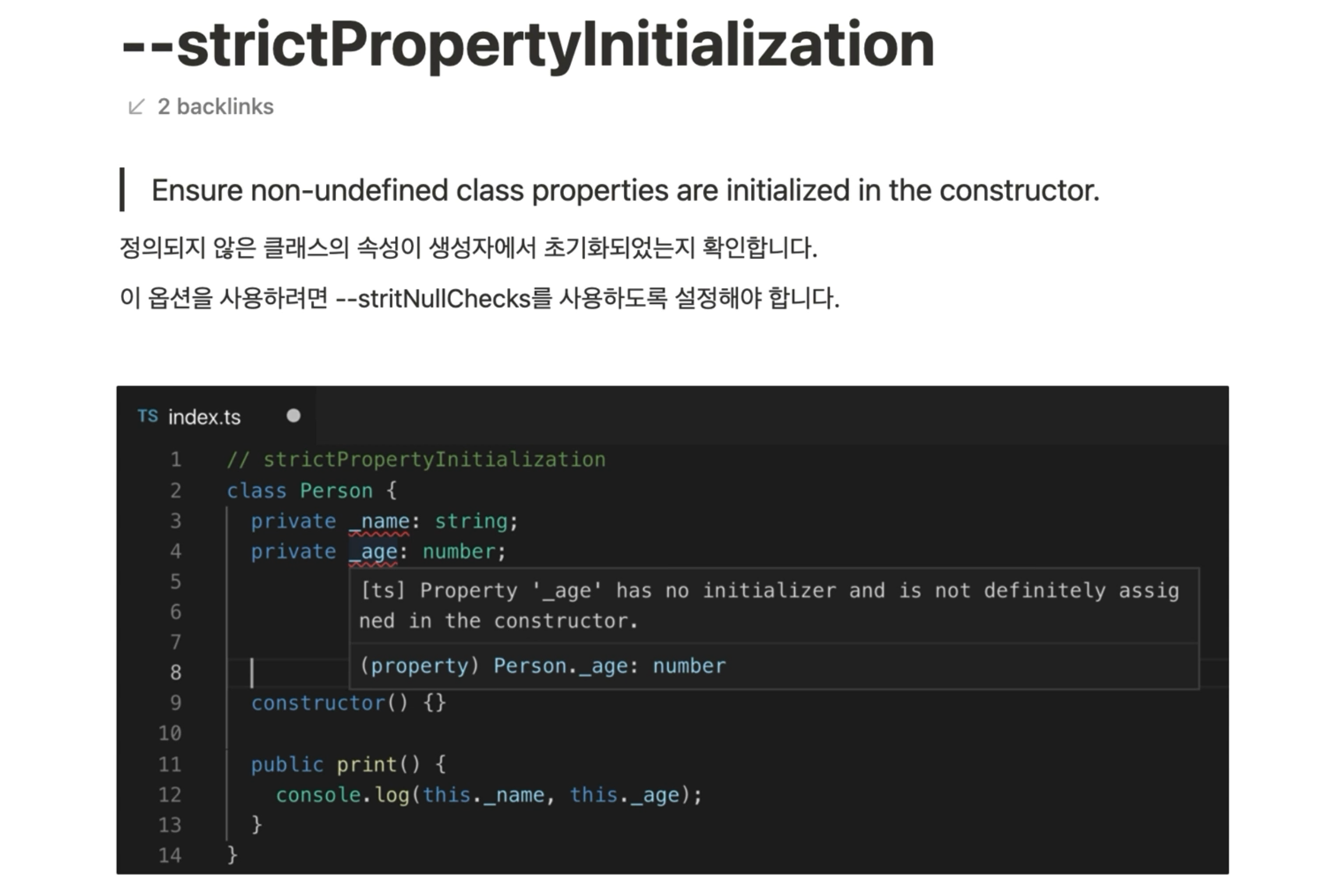 --strictPropertyInitialization
2 backlinks
Ensure non-undefined class properties are initialized in the constructor.
정의되지 않은 클래스의 속성이 생성자에서 초기화되었는지 확인합니다.
이 옵션을 사용하려면 --stritNullChecks를 사용하도록 설정해야 합니다.
TS index.ts
1 // strictPropertyInitialization
2 class Person {
3 private _name: string;
4 private _age: number;
5
[ts] Property '_age' has no initializer and is not definitely assig
6
ned in the constructor.
7
(property) Person._age: number
8
9 constructor() {}
10
11 public print() {
12 console.log(this._name, this._age);
13 }
14 }